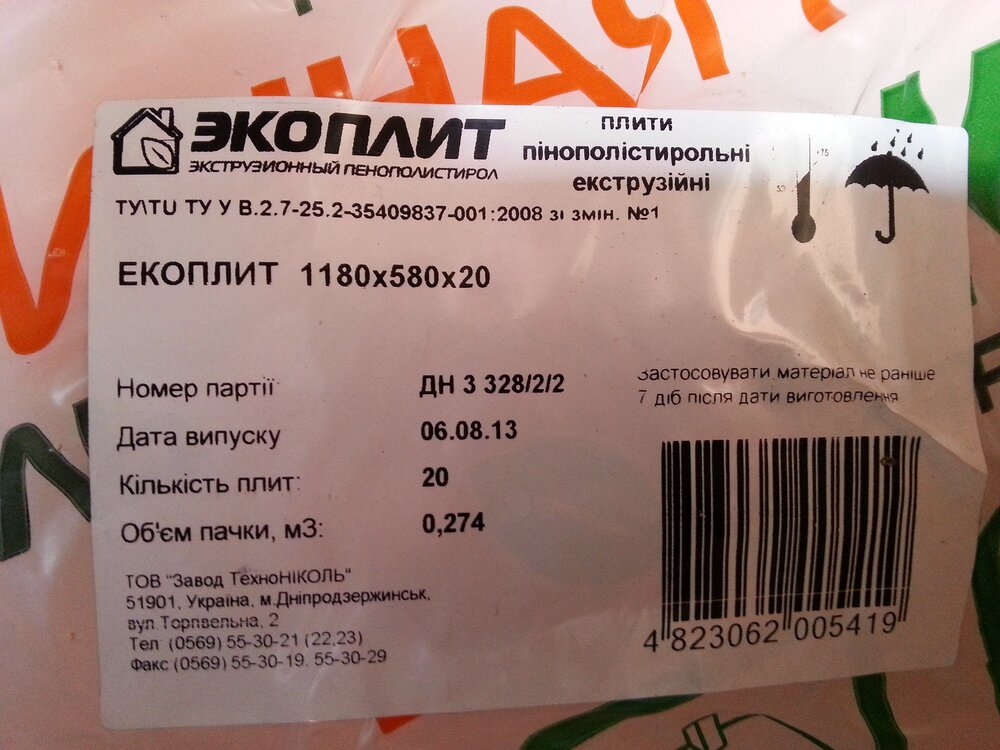 ЭКОПЛИТ
ЭКСТРУЗИОННЫЙ ПЕНОПОЛИСТИРОЛ
ПЛИТИ
пінополістирольні
екструзійні
ТУ\TU ТУ У В.2.7-25.2-35409837-001:2008 зі змін. №1
ЕКОПЛИТ 1180x580x20
Номер партії ДН 3 328/2/2
Дата випуску 06.08.13
Кількість плит: 20
Об'єм пачки, м3: 0,274
Застосовувати матеріал не раніше
7 діб після дати виготовлення
ТОВ "Завод ТехноНІКОЛЬ"
51901, Україна, м.Дніпродзержинськ,
вул.Торпвельна, 2
Тел (0569) 55-30-21 (22,23)
Факс (0569) 55-30-19. 55-30-29
4 823062 005419